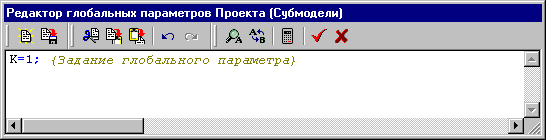 Редактор глобальных параметров Проекта (Субмодели)
K=1; {Задание глобального параметра}